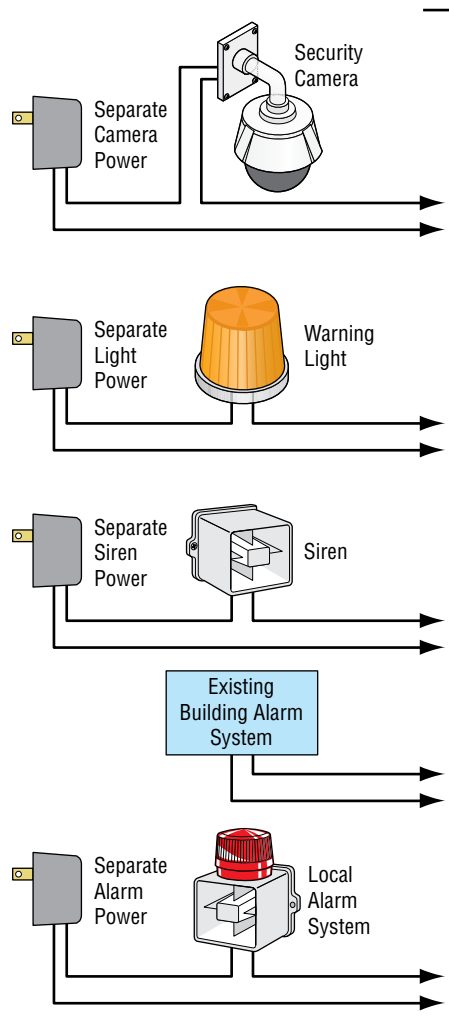 Security
Camera
Separate
Camera
Power
Separate
Light
Power
Warning
Light
Separate
Siren
Power
Siren
Existing
Building Alarm
System
Separate
Alarm
Power
Local
Alarm
System